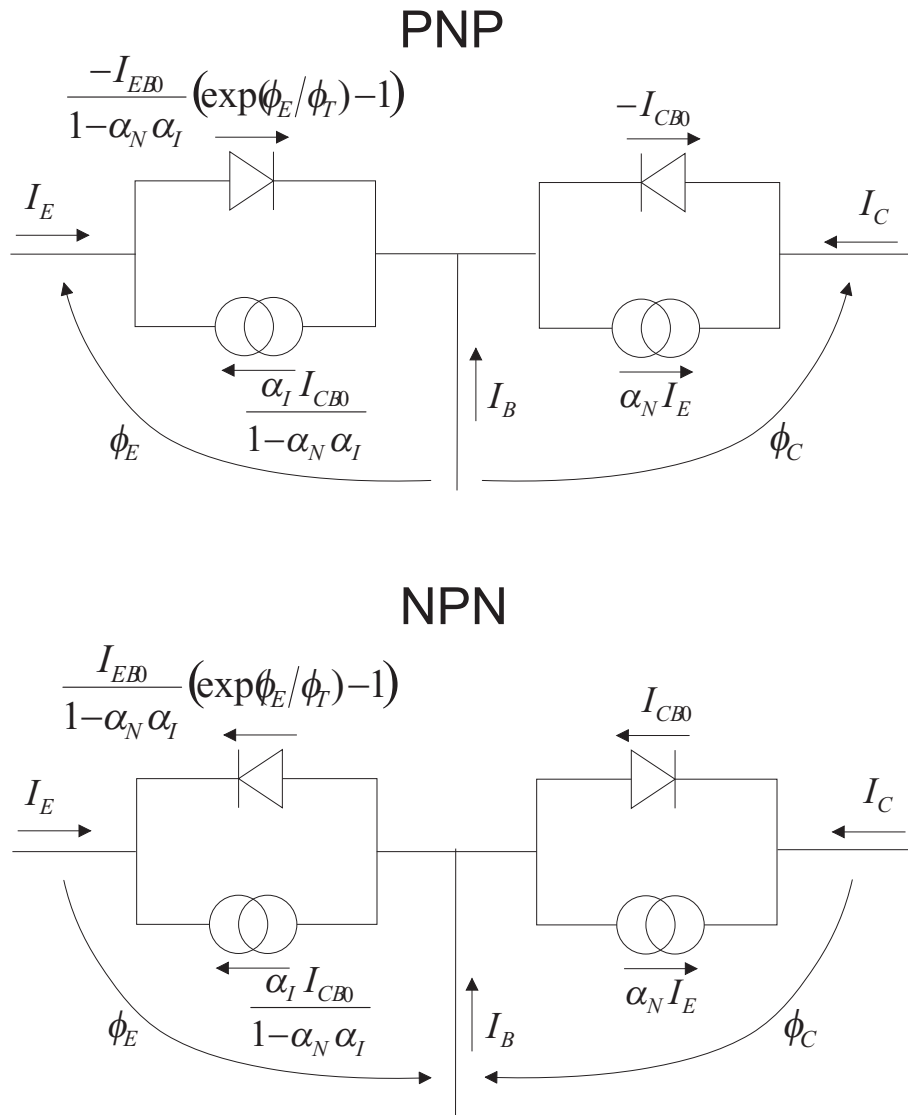 PNP
−I_EB0 / (1−α_N α_I) (exp(ϕ_E/ϕ_T)−1)
−I_CB0
I_E
I_C
α_I I_CB0 / (1−α_N α_I)
I_B
α_N I_E
ϕ_E
ϕ_C
NPN
I_EB0 / (1−α_N α_I) (exp(ϕ_E/ϕ_T)−1)
I_CB0
I_E
I_C
α_I I_CB0 / (1−α_N α_I)
I_B
α_N I_E
ϕ_E
ϕ_C